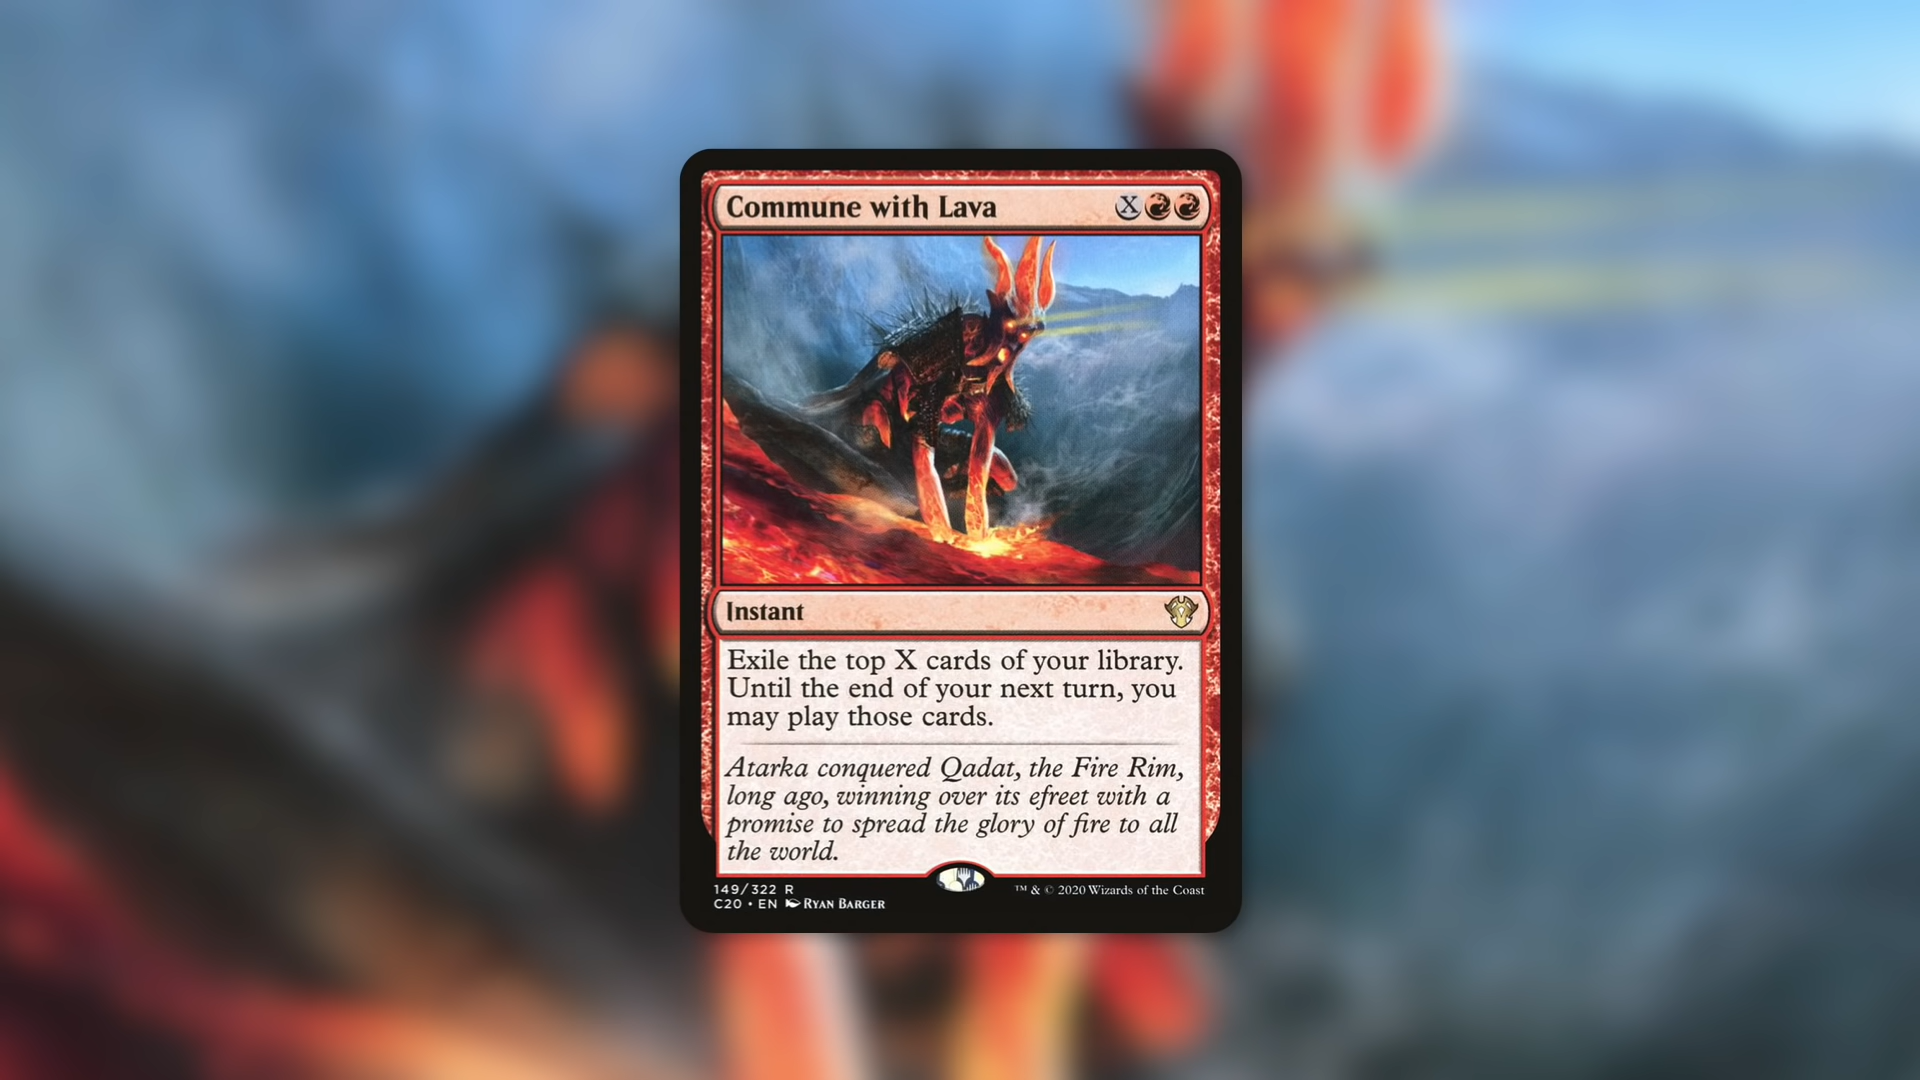 Commune with Lava X
Instant
Exile the top X cards of your library.
Until the end of your next turn, you
may play those cards.
Atarka conquered Qadat, the Fire Rim,
long ago, winning over its efreet with a
promise to spread the glory of fire to all
the world.
149/322 R
C20 • EN Ryan Barger
™ & © 2020 Wizards of the Coast